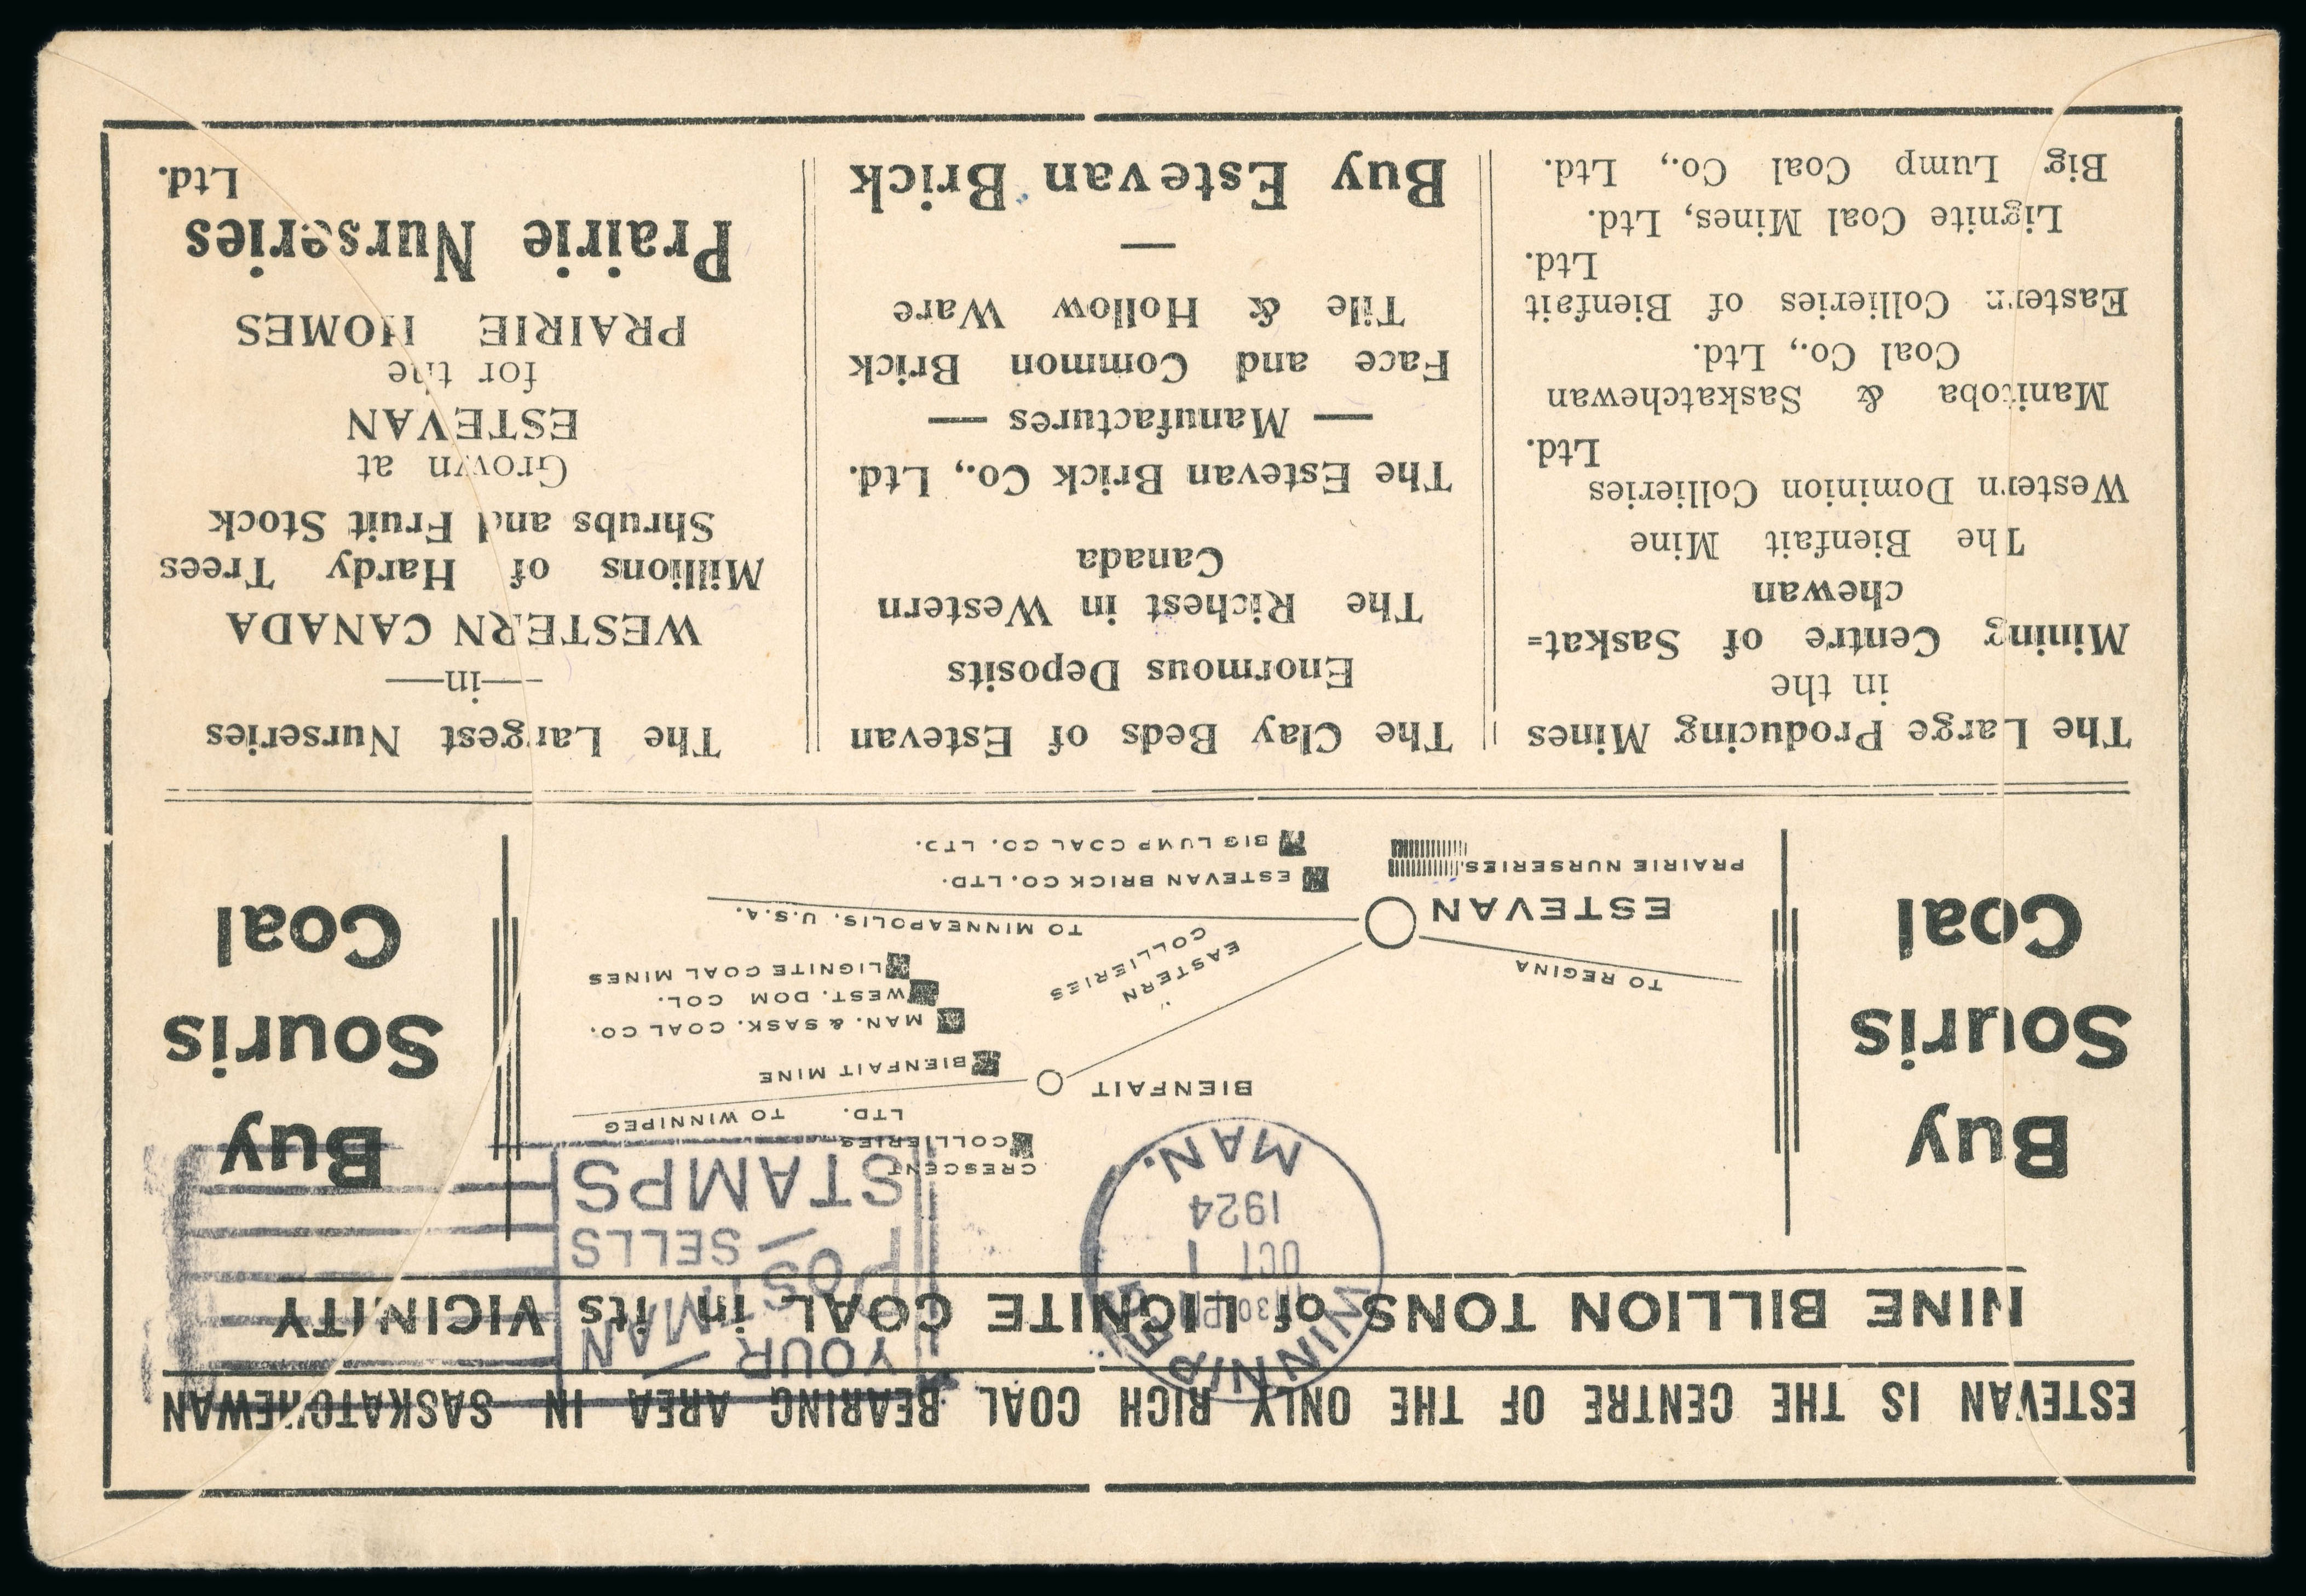 ESTEVAN IS THE CENTRE OF THE ONLY RICH COAL BEARING AREA IN SASKATCHEWAN
NINE BILLION TONS of LIGNITE COAL in its VICINITY
WINNIPEG
30 PM
OCT 1
1924
MAN.
YOUR
POSTMAN
SELLS
STAMPS
Buy
Souris
Coal
CRESCENT
COLLIERIES
LTD.
TO WINNIPEG
BIENFAIT
BIENFAIT MINE
MAN. & SASK. COAL CO.
WEST. DOM COL.
LIGNITE COAL MINES
EASTERN
COLLIERIES
TO REGINA
ESTEVAN
TO MINNEAPOLIS. U.S.A.
PRAIRIE NURSERIES
ESTEVAN BRICK CO. LTD.
BIG LUMP COAL CO. LTD.
Buy
Souris
Coal
The Large Producing Mines
in the
Mining Centre of Saskat-
chewan
The Bienfait Mine
Western Dominion Collieries
Ltd.
Manitoba & Saskatchewan
Coal Co., Ltd.
Eastern Collieries of Bienfait
Ltd.
Lignite Coal Mines, Ltd.
Big Lump Coal Co., Ltd.
The Clay Beds of Estevan
Enormous Deposits
The Richest in Western
Canada
The Estevan Brick Co., Ltd.
— Manufactures —
Face and Common Brick
Tile & Hollow Ware
—
Buy Estevan Brick
The Largest Nurseries
—in—
WESTERN CANADA
Millions of Hardy Trees
Shrubs and Fruit Stock
Grown at
ESTEVAN
for the
PRAIRIE HOMES
Prairie Nurseries
Ltd.